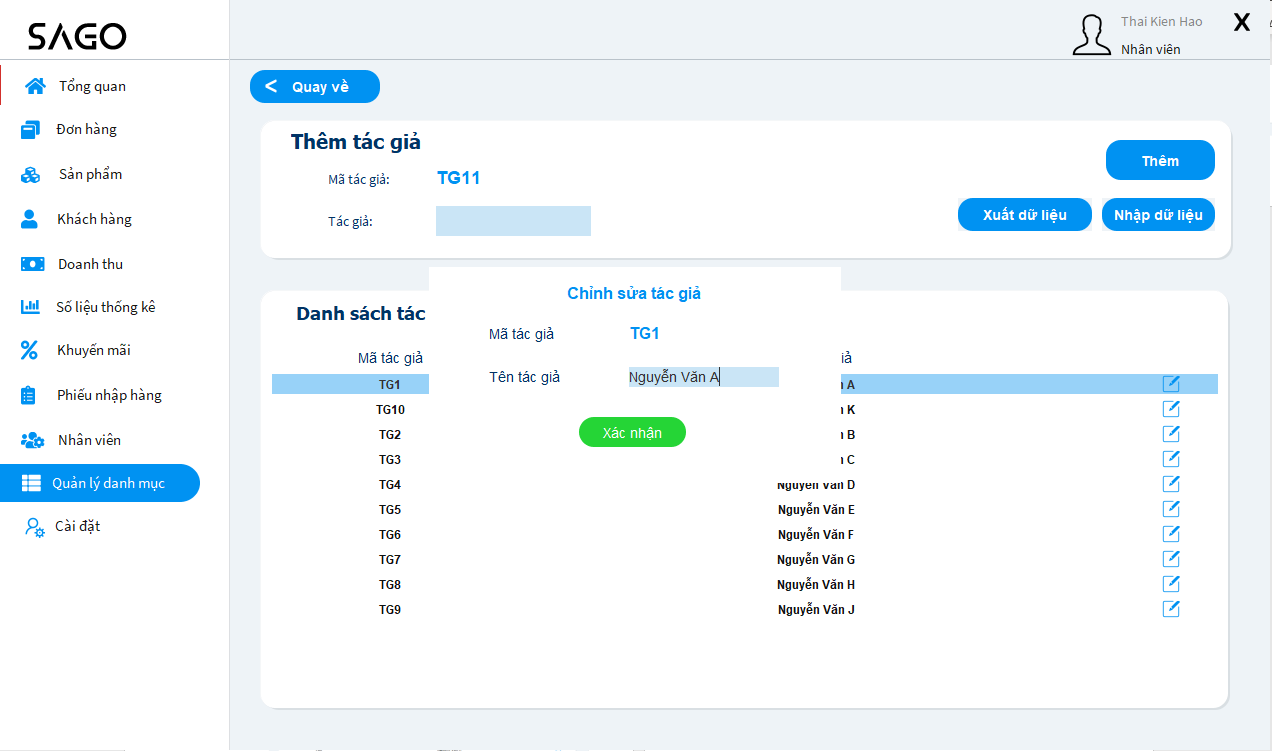 SAGO
Thai Kien Hao
Nhân viên
X
Tổng quan
Đơn hàng
Sản phẩm
Khách hàng
Doanh thu
Số liệu thống kê
Khuyến mãi
Phiếu nhập hàng
Nhân viên
Quản lý danh mục
Cài đặt
< Quay về
Thêm tác giả
Mã tác giả: TG11
Tác giả:
Thêm
Xuất dữ liệu Nhập dữ liệu
Danh sách tác
Chỉnh sửa tác giả
Mã tác giả TG1
Tên tác giả Nguyễn Văn A
Xác nhận
Mã tác giả iả
TG1 A
TG10 K
TG2 B
TG3 C
TG4 Nguyễn Văn D
TG5 Nguyễn Văn E
TG6 Nguyễn Văn F
TG7 Nguyễn Văn G
TG8 Nguyễn Văn H
TG9 Nguyễn Văn J